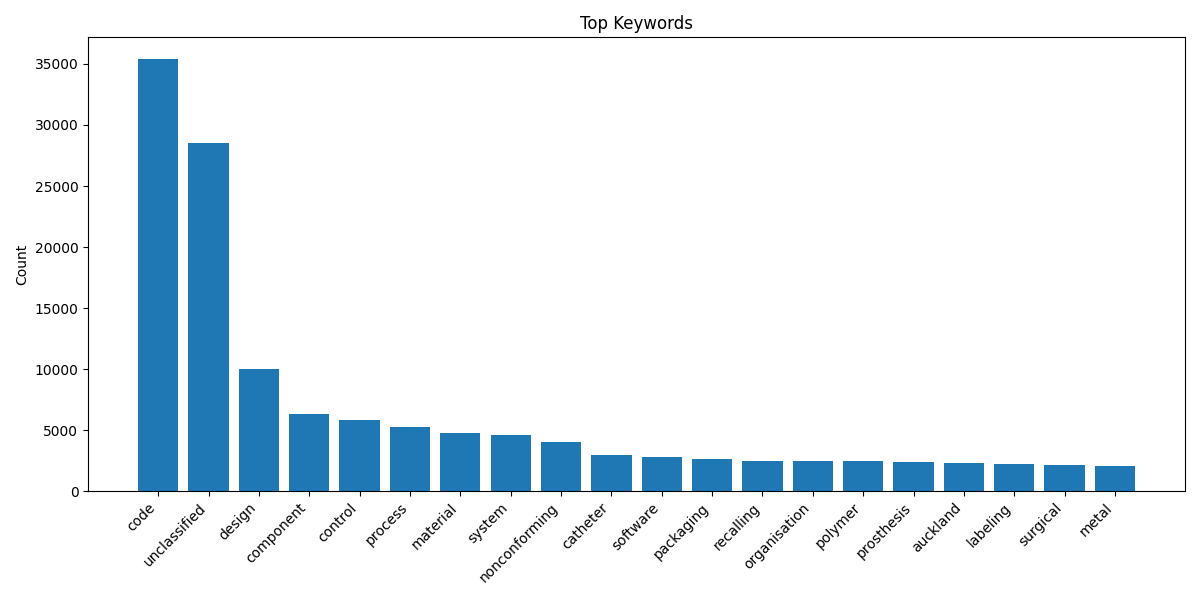 Top Keywords
Count
35000
30000
25000
20000
15000
10000
5000
0
code
unclassified
design
component
control
process
material
system
nonconforming
catheter
software
packaging
recalling
organisation
polymer
prosthesis
auckland
labeling
surgical
metal